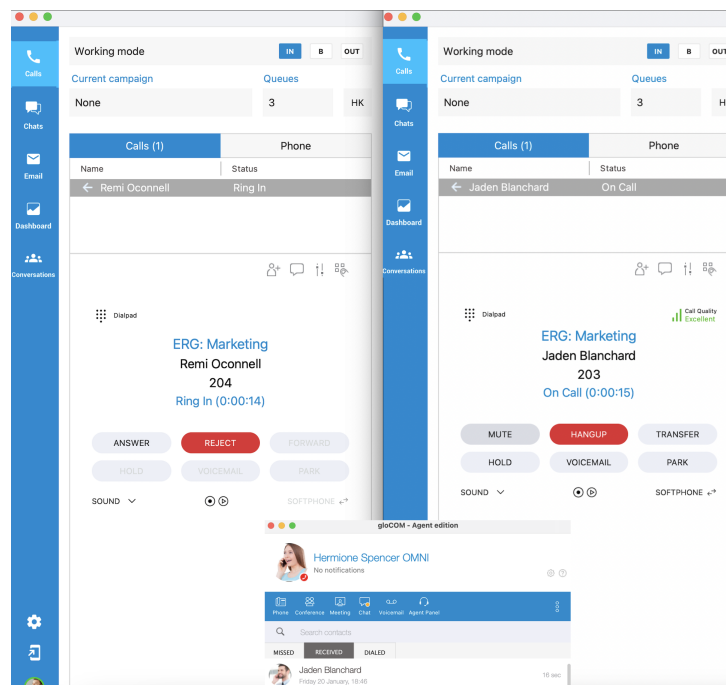 Working mode
IN B OUT
Calls
Current campaign
Queues
None
3
HK
Chats
Calls (1)
Phone
Name
Status
Email
Remi Oconnell
Ring In
Dashboard
Conversations
Dialpad
ERG: Marketing
Remi Oconnell
204
Ring In (0:00:14)
ANSWER
REJECT
FORWARD
HOLD
VOICEMAIL
PARK
SOUND
SOFTPHONE
Working mode
IN B OUT
Calls
Current campaign
Queues
None
3
H
Chats
Calls (1)
Phone
Name
Status
Email
Jaden Blanchard
On Call
Dashboard
Conversations
Dialpad
Call Quality
Excellent
ERG: Marketing
Jaden Blanchard
203
On Call (0:00:15)
MUTE
HANGUP
TRANSFER
HOLD
VOICEMAIL
PARK
SOUND
SOFTPHONE
gloCOM - Agent edition
Hermione Spencer OMNI
No notifications
Phone Conference Meeting Chat Voicemail Agent Panel
Search contacts
MISSED RECEIVED DIALED
Jaden Blanchard
16 sec
Friday 20 January, 18:46